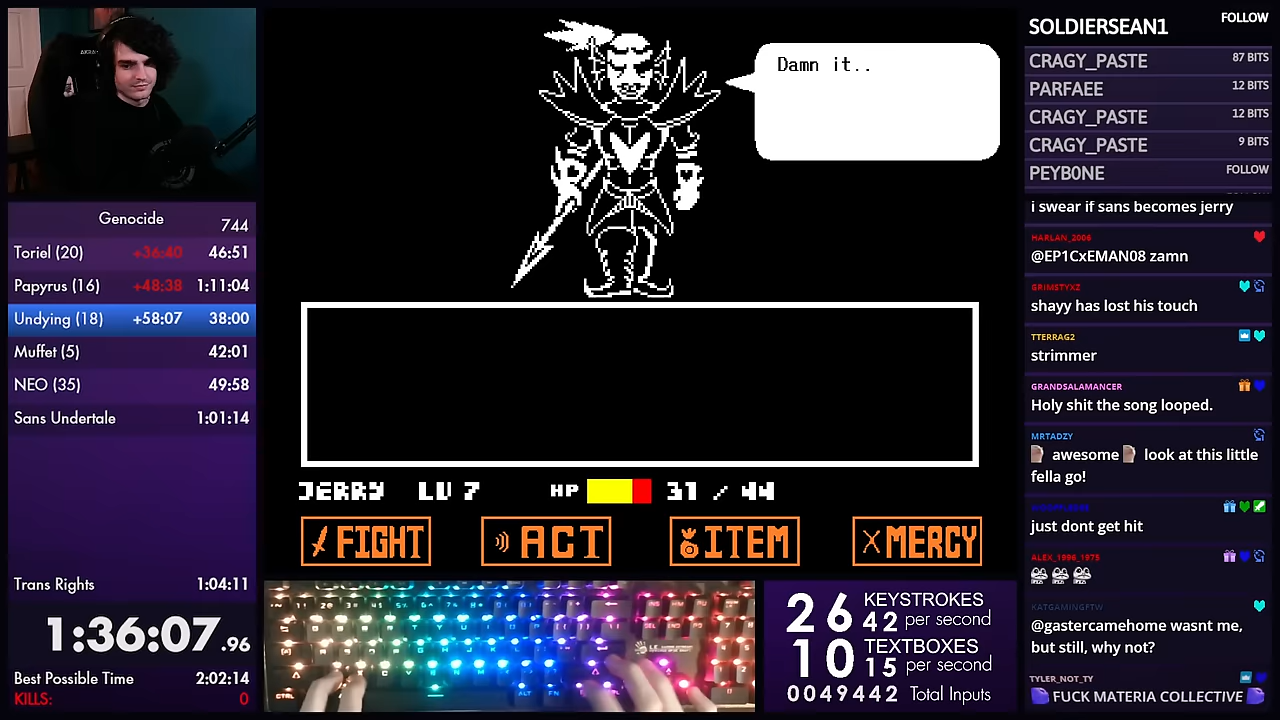 Damn it..
Genocide
744
Toriel (20) +36:40 46:51
Papyrus (16) +48:38 1:11:04
Undying (18) +58:07 38:00
Muffet (5) 42:01
NEO (35) 49:58
Sans Undertale 1:01:14
Trans Rights 1:04:11
1:36:07.96
Best Possible Time 2:02:14
KILLS: 0
JERRY LV 7 HP 31 / 44
FIGHT ACT ITEM MERCY
26 KEYSTROKES
42 per second
10 TEXTBOXES
15 per second
0049442 Total Inputs
SOLDIERSEAN1 FOLLOW
CRAGY_PASTE 87 BITS
PARFAEE 12 BITS
CRAGY_PASTE 12 BITS
CRAGY_PASTE 9 BITS
PEYB0NE FOLLOW
i swear if sans becomes jerry
HARLAN_2006
@EP1CxEMAN08 zamn
GRIMSTYXZ
shayy has lost his touch
TTERRAG2
strimmer
GRANDSALAMANCER
Holy shit the song looped.
MRTADZY
awesome look at this little
fella go!
just dont get hit
ALEX_1996_1975
KATGAMINGFTW
@gastercamehome wasnt me,
but still, why not?
TYLER_NOT_TY
FUCK MATERIA COLLECTIVE